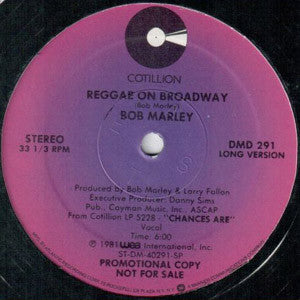 COTILLION
REGGAE ON BROADWAY
(Bob Marley)
BOB MARLEY
STEREO
33 1/3 RPM
DMD 291
LONG VERSION
Produced by Bob Marley & Larry Fallon
Executive Producer: Danny Sims
Pub., Cayman Music Inc., ASCAP
From Cotillion LP 5228 - "CHANCES ARE"
Vocal
Time: 6:00
℗ 1981 wea International, Inc.
ST-DM-40291-SP
PROMOTIONAL COPY
NOT FOR SALE